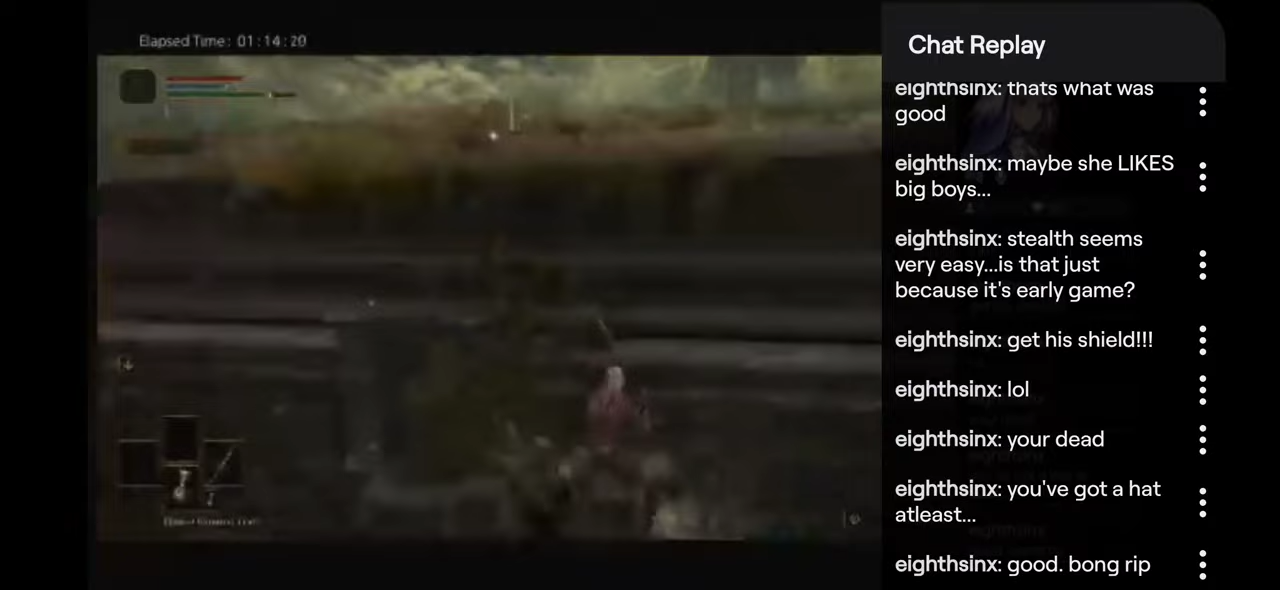 Elapsed Time: 01:14:20
Chat Replay
eighthsinx: thats what was
good
eighthsinx: maybe she LIKES
big boys...
eighthsinx: stealth seems
very easy...is that just
because it's early game?
eighthsinx: get his shield!!!
eighthsinx: lol
eighthsinx: your dead
eighthsinx: you've got a hat
atleast...
eighthsinx: good. bong rip